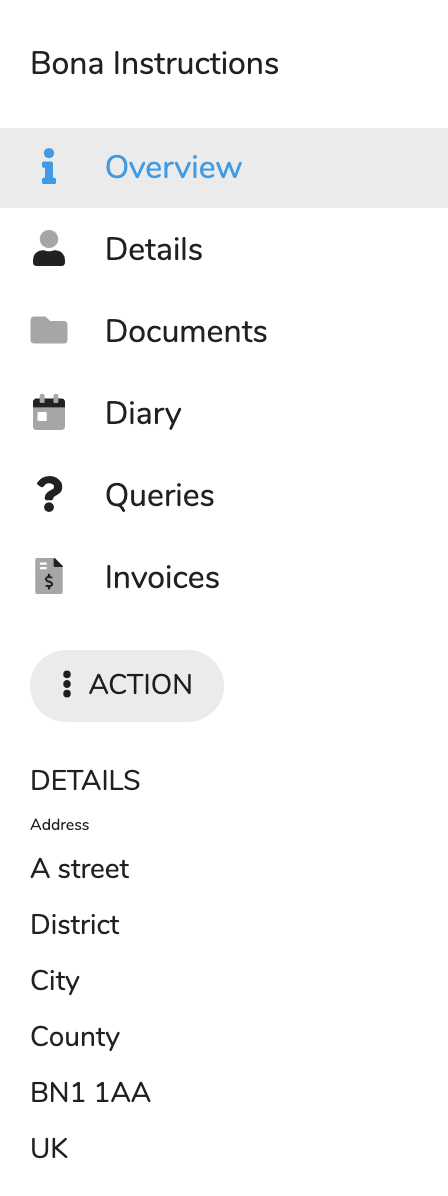 Bona Instructions
Overview
Details
Documents
Diary
Queries
Invoices
ACTION
DETAILS
Address
A street
District
City
County
BN1 1AA
UK